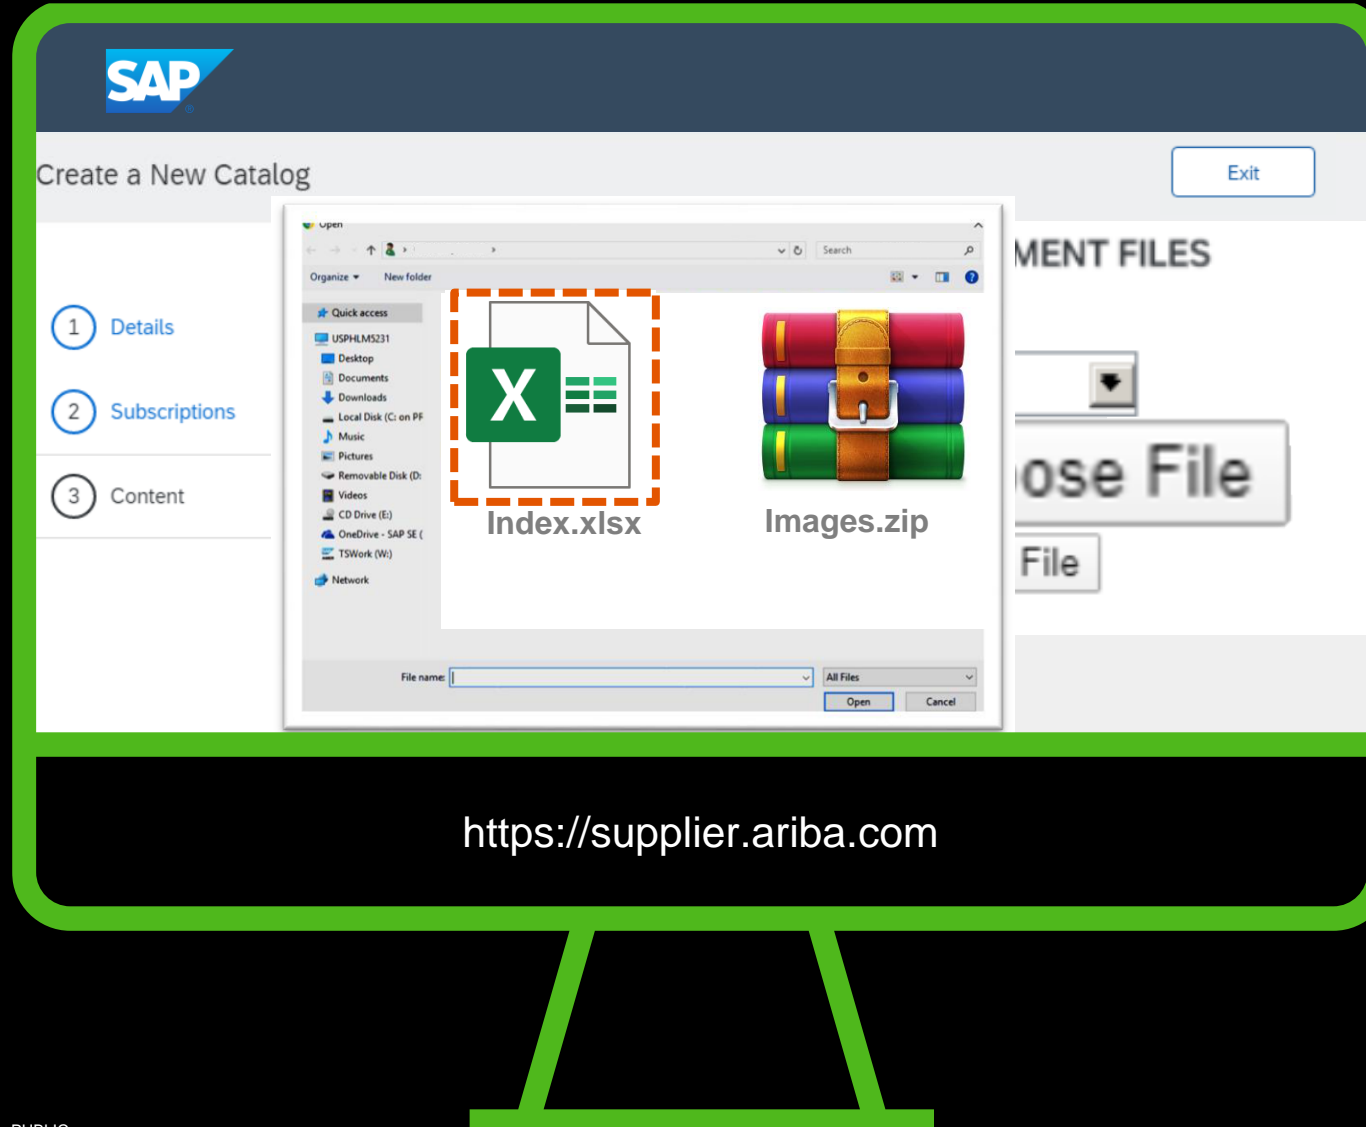 SAP
Create a New Catalog
Exit
MENT FILES
1 Details
2 Subscriptions
3 Content
Open
Search
Organize
New folder
Quick access
USPHLM5231
Desktop
Documents
Downloads
Local Disk (C: on PF
Music
Pictures
Removable Disk (D:
Videos
CD Drive (E:)
OneDrive - SAP SE (
TSWork (W:)
Network
X
Index.xlsx
Images.zip
ose File
File
File name:
All Files
Open
Cancel
https://supplier.ariba.com